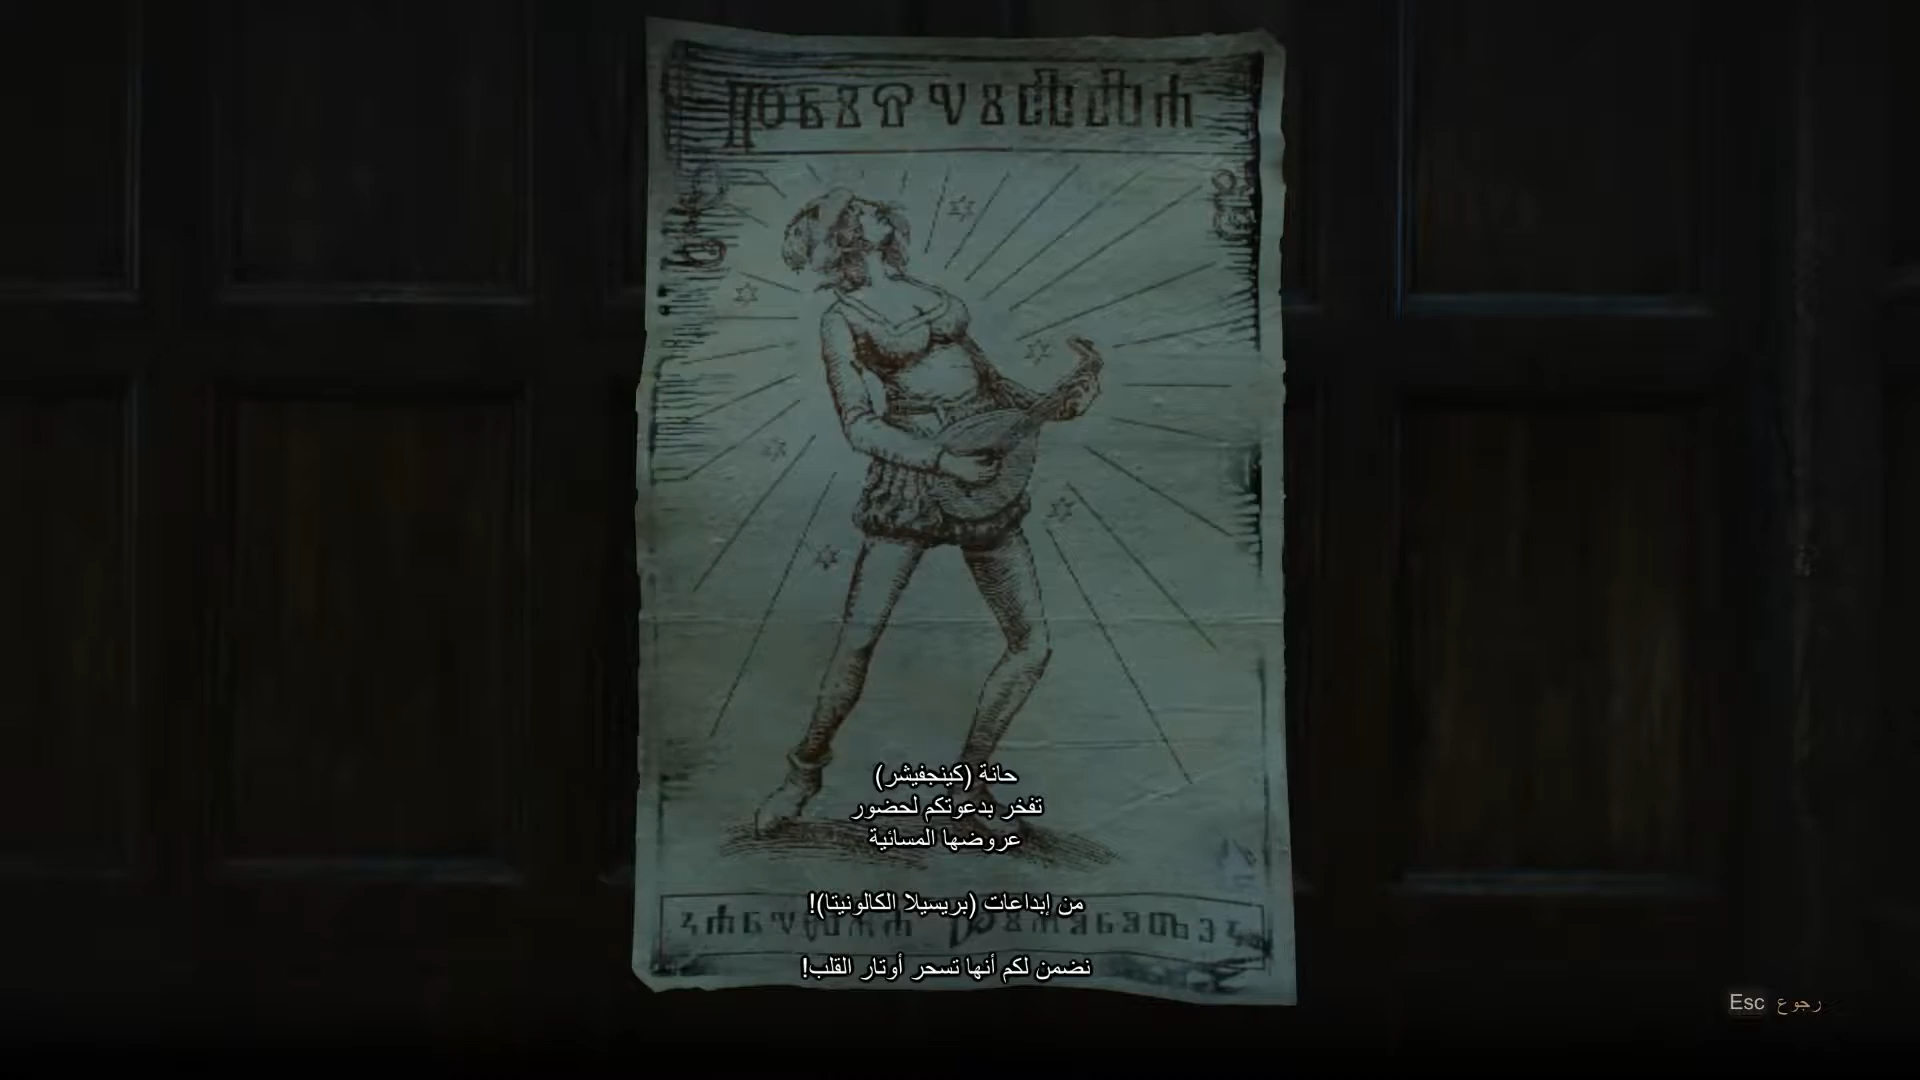 حانة (كينجفيشر)
تفخر بدعوتكم لحضور
عروضها المسائية
من إبداعات (بريسيلا الكالونيتا)!
نضمن لكم أنها تسحر أوتار القلب!
Esc رجوع